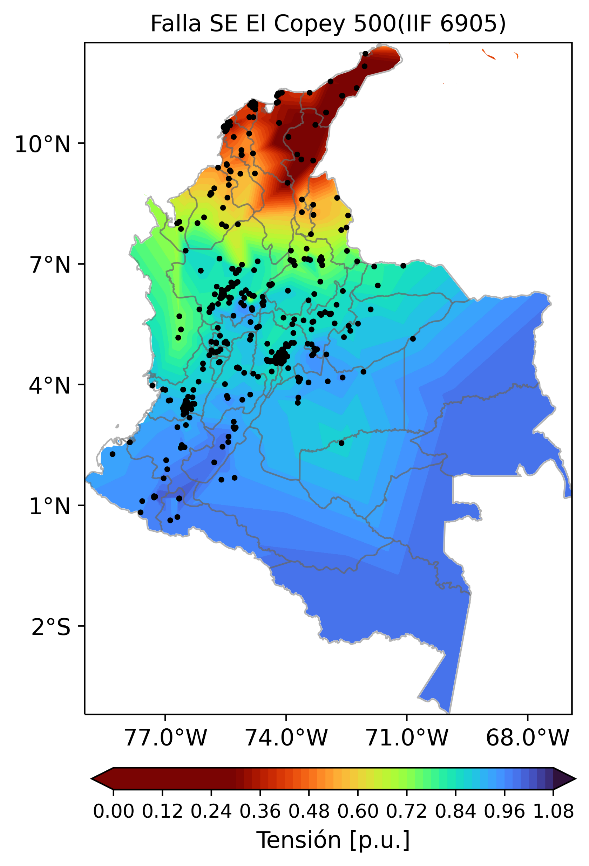 Falla SE El Copey 500(IIF 6905)
10°N
7°N
4°N
1°N
2°S
77.0°W 74.0°W 71.0°W 68.0°W
0.00 0.12 0.24 0.36 0.48 0.60 0.72 0.84 0.96 1.08
Tensión [p.u.]